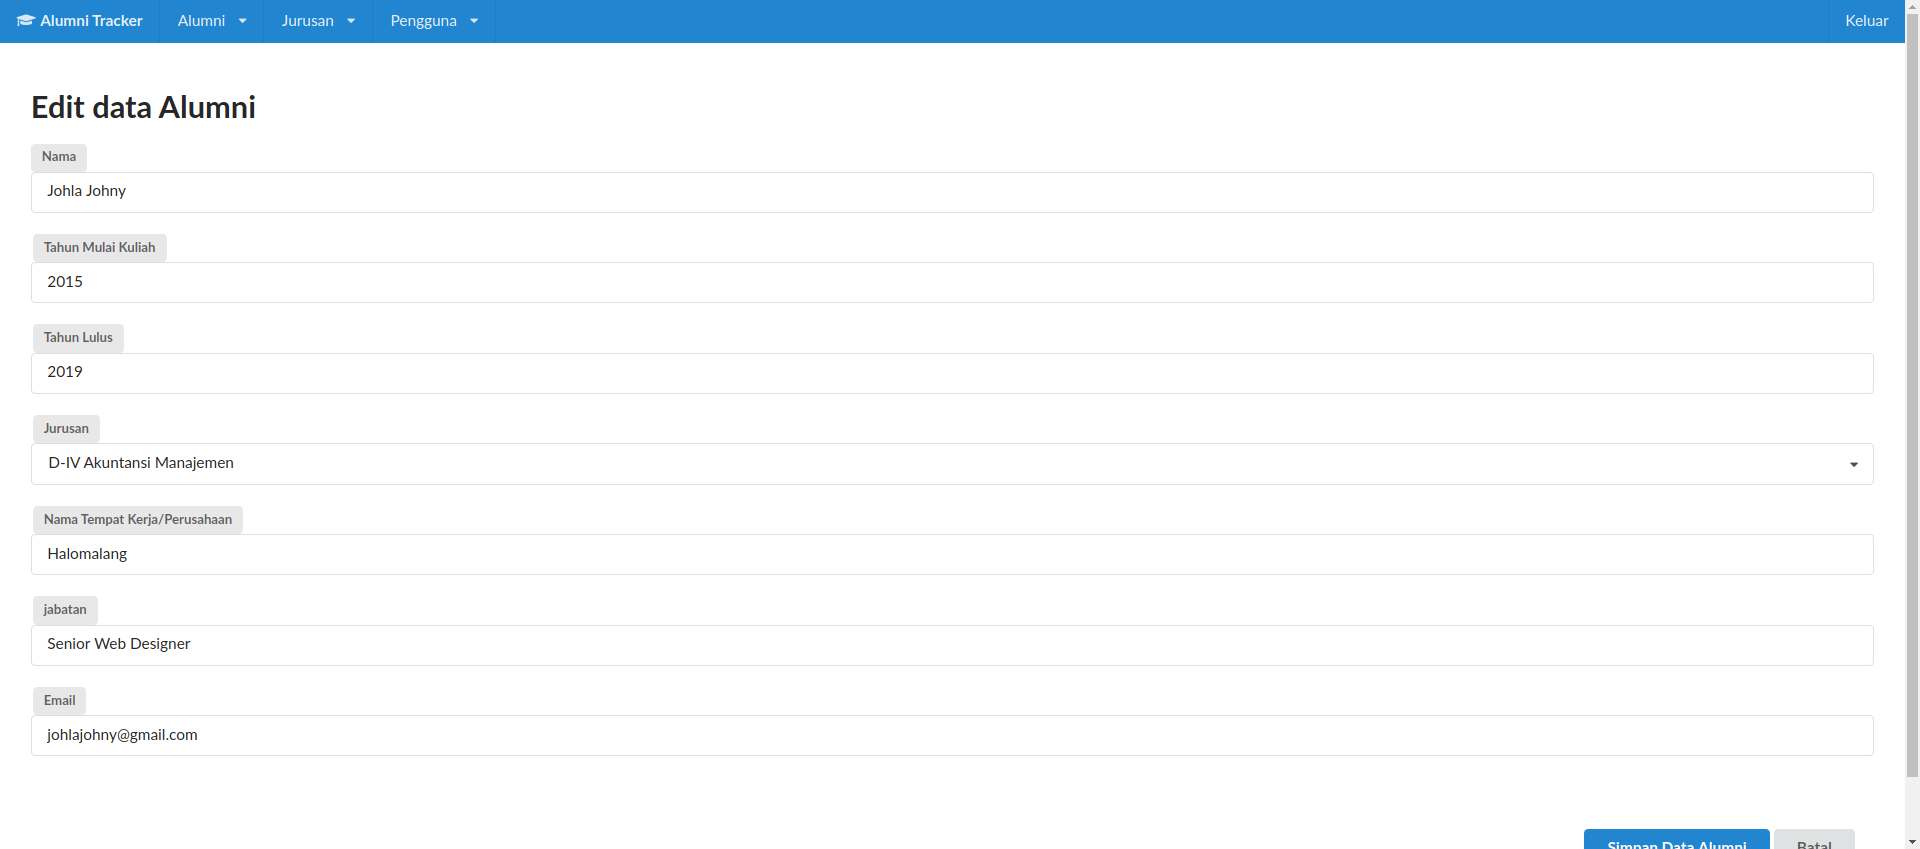 Alumni Tracker Alumni Jurusan Pengguna Keluar
Edit data Alumni
Nama
Johla Johny
Tahun Mulai Kuliah
2015
Tahun Lulus
2019
Jurusan
D-IV Akuntansi Manajemen
Nama Tempat Kerja/Perusahaan
Halomalang
jabatan
Senior Web Designer
Email
johlajohny@gmail.com
Simpan Data Alumni Batal